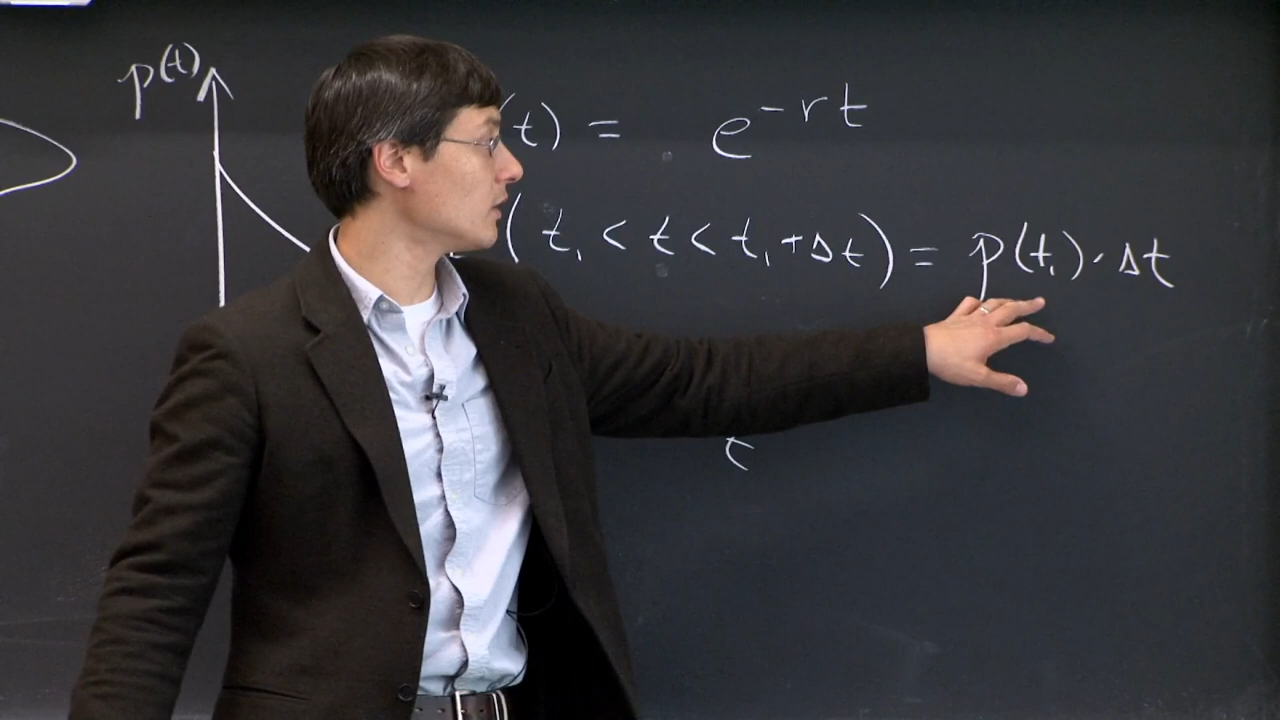 p(t)
(t) = e^{-rt}
(t₁ < t < t₁ + Δt) = p(t₁) · Δt
t